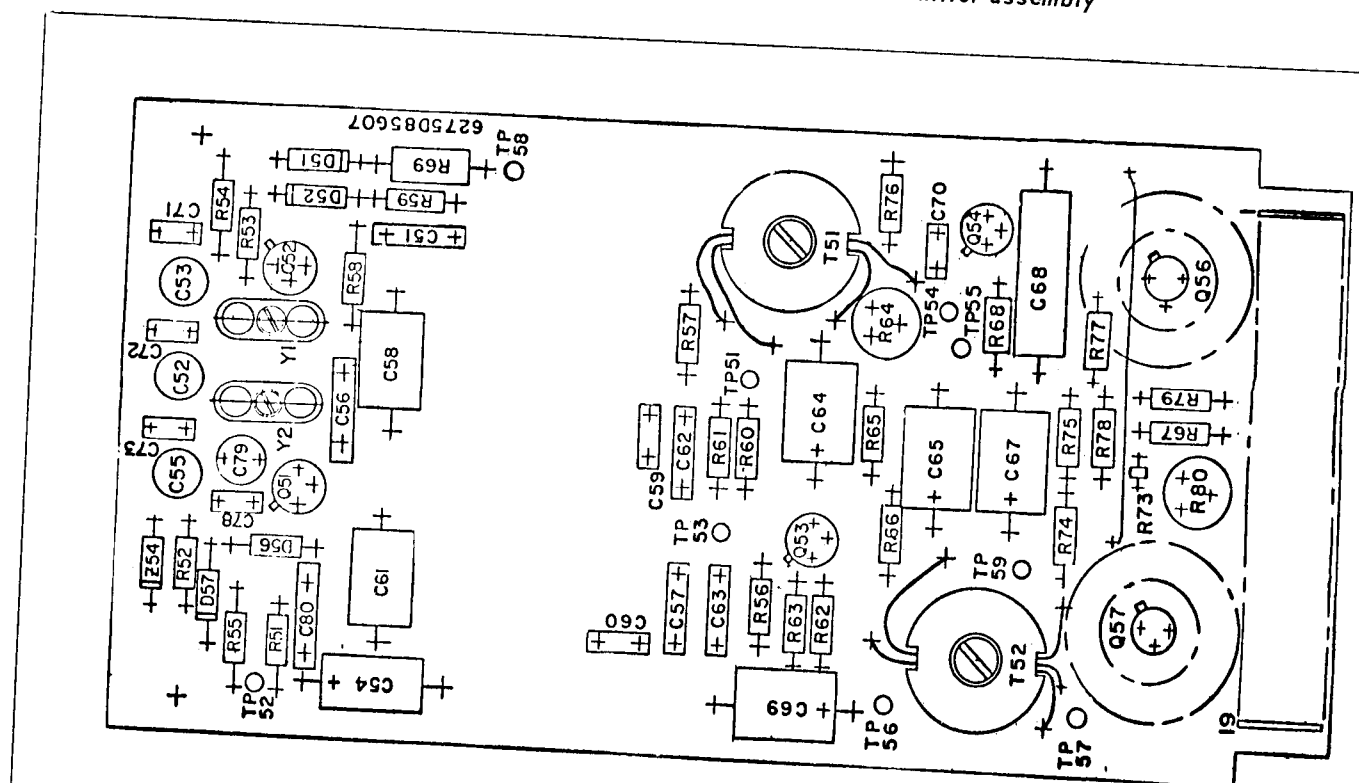 assembly
6275D85G07
TP
58
D51
R69
D52
R59
C51
R54
R53
C71
C53
Q52
R58
C72
C52
Y1
C58
Y2
C56
C73
C55
C79
Q51
C78
Z54
R52
D57
D56
C61
R55
R51
C80
TP
52
C54
T51
R76
C70
Q54
C68
Q56
R57
R64
TP54
TP55
R68
R77
TP51
C64
R79
R67
C59
C62
R61
R60
R65
C65
C67
R75
R78
R73
R80
TP
53
Q53
R66
TP
59
R74
C60
C57
C63
R56
R63
R62
T52
Q57
C69
TP
56
TP
57
19